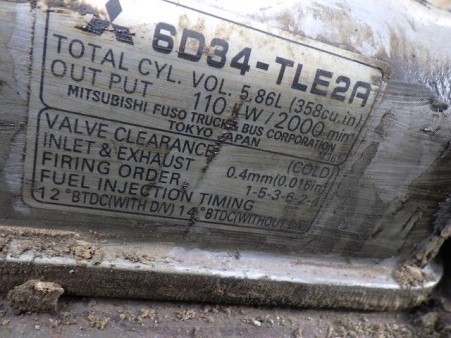 6D34-TLE2A
TOTAL CYL. VOL. 5,86L (358cu.in)
OUT PUT 110 kW/2000 min
MITSUBISHI FUSO TRUCK & BUS CORPORATION
TOKYO JAPAN
VALVE CLEARANCE (COLD)
INLET & EXHAUST 0.4mm(0.016in)
FIRING ORDER 1-5-3-6-2-4
FUEL INJECTION TIMING
12°BTDC(WITH D/V) 14°BTDC(WITHOUT D/V)